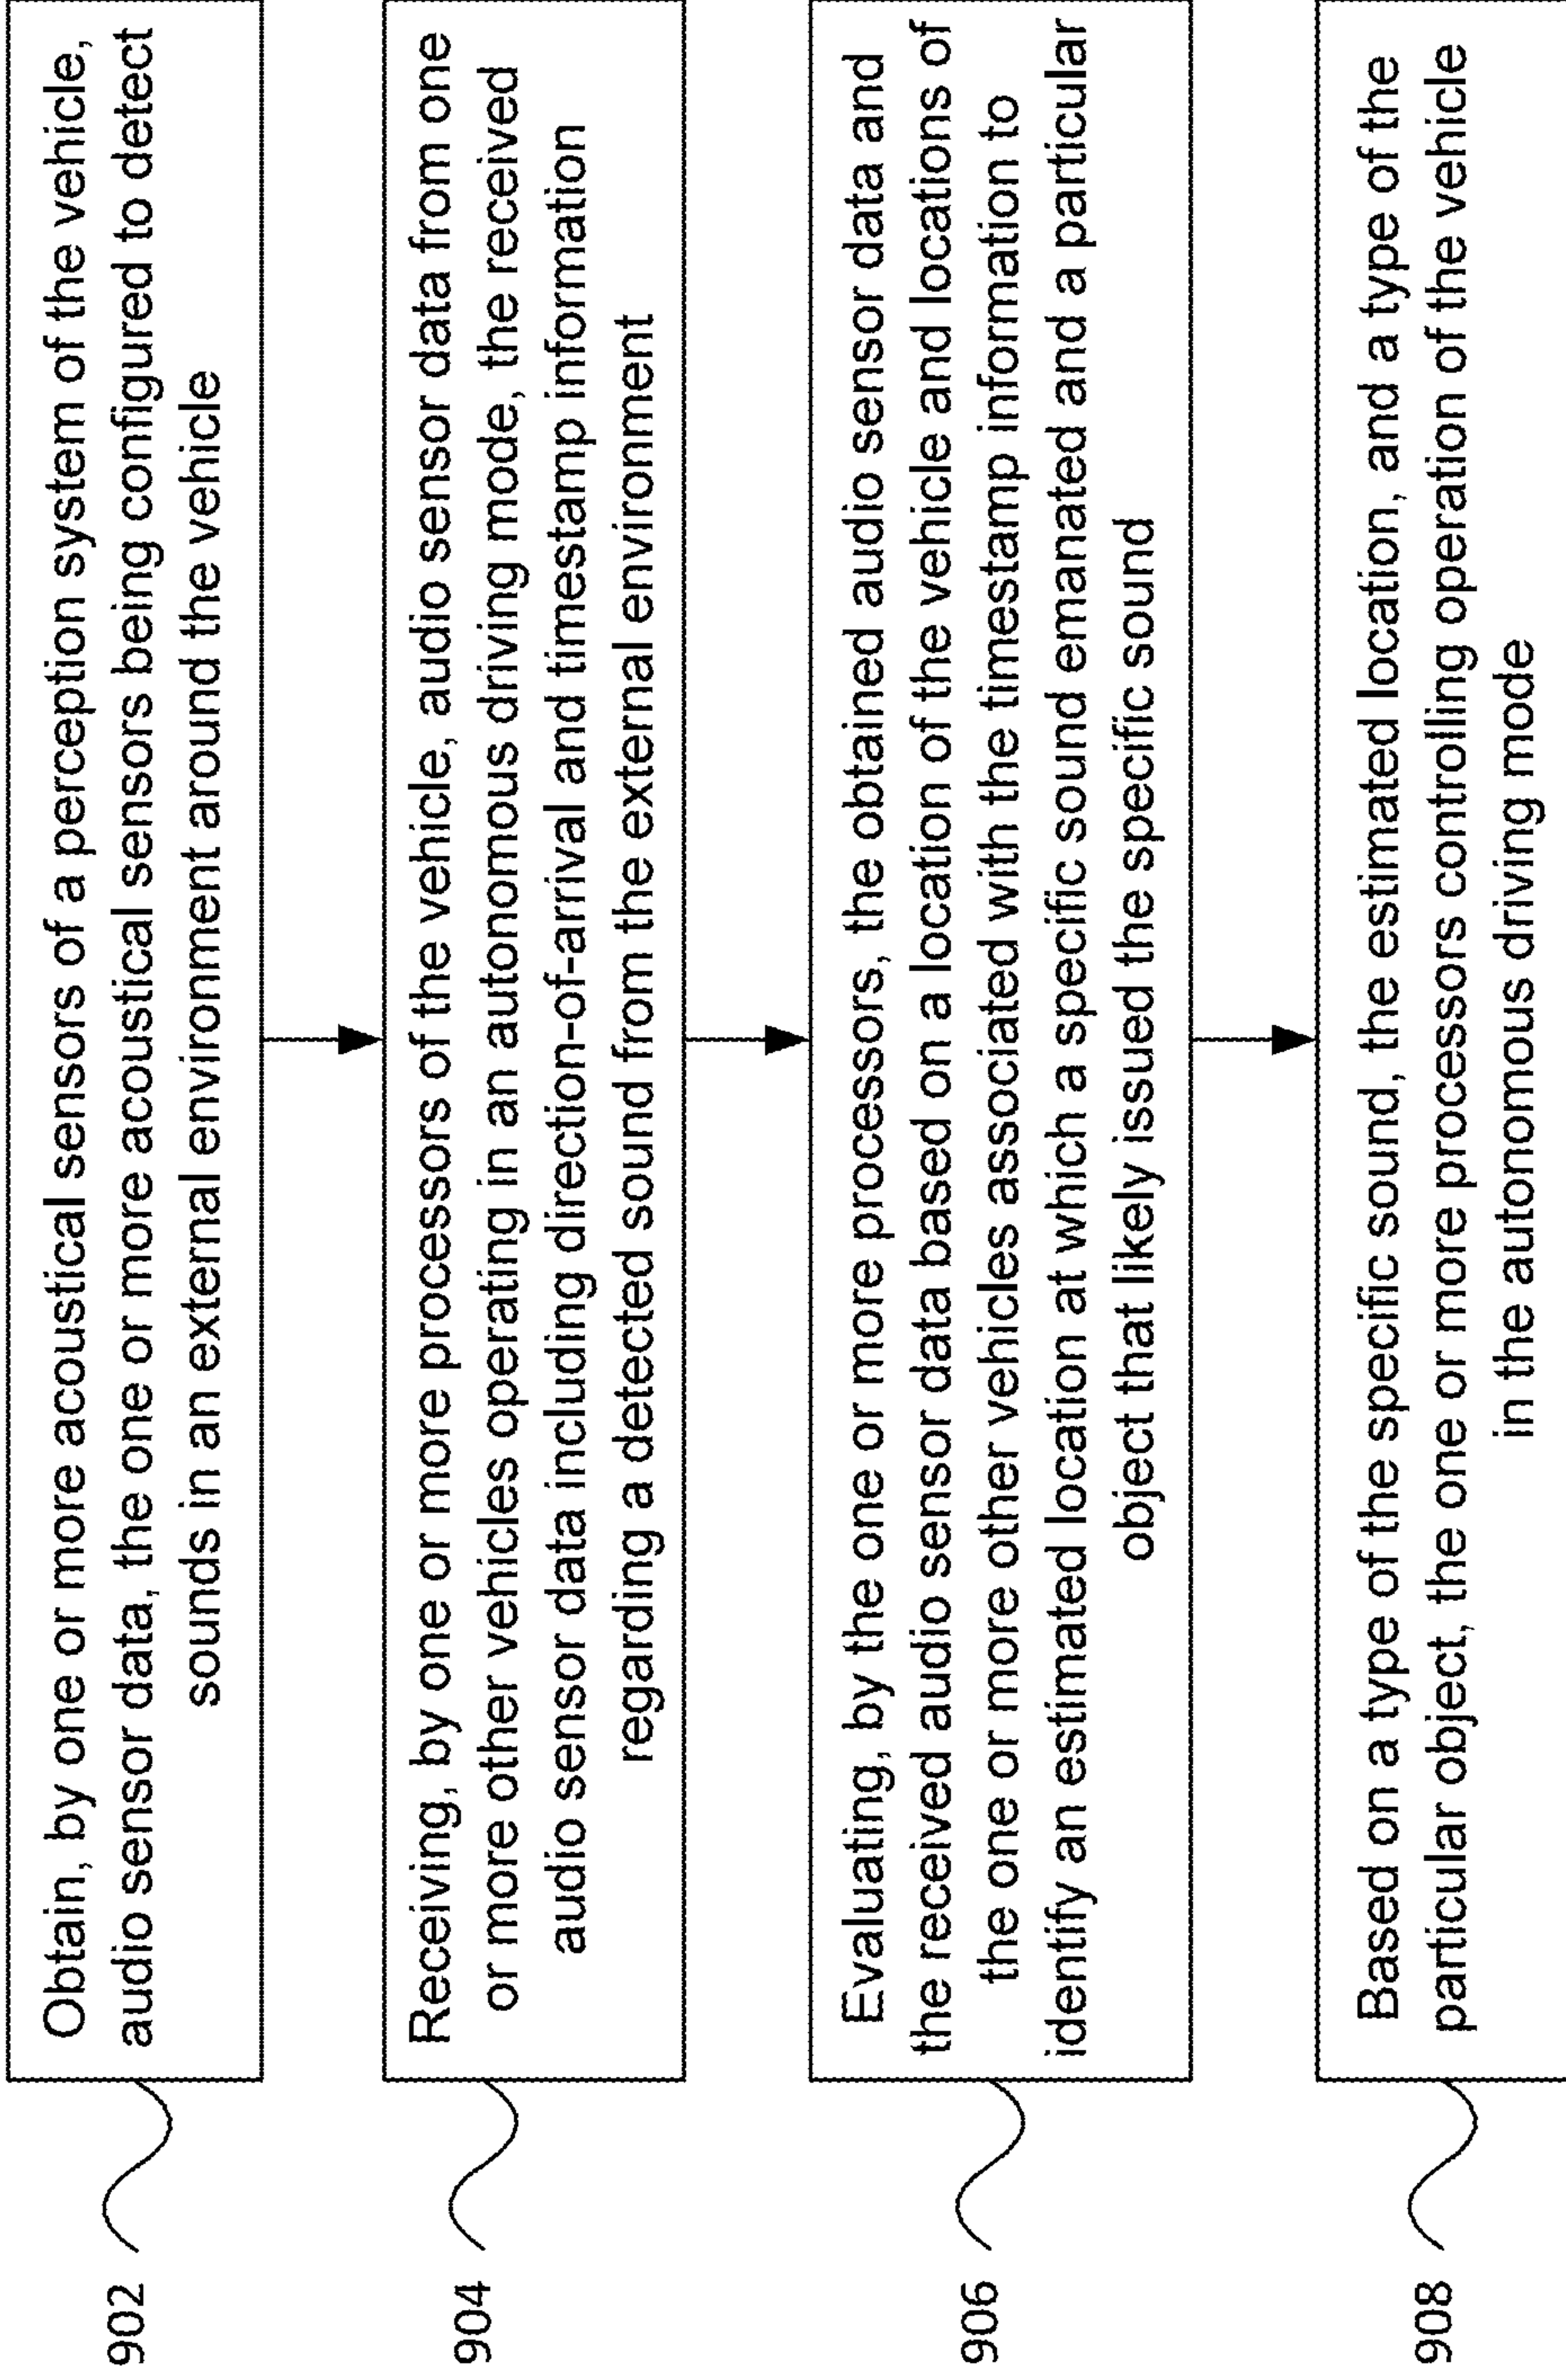 902
Obtain, by one or more acoustical sensors of a perception system of the vehicle,
audio sensor data, the one or more acoustical sensors being configured to detect
sounds in an external environment around the vehicle
904
Receiving, by one or more processors of the vehicle, audio sensor data from one
or more other vehicles operating in an autonomous driving mode, the received
audio sensor data including direction-of-arrival and timestamp information
regarding a detected sound from the external environment
906
Evaluating, by the one or more processors, the obtained audio sensor data and
the received audio sensor data based on a location of the vehicle and locations of
the one or more other vehicles associated with the timestamp information to
identify an estimated location at which a specific sound emanated and a particular
object that likely issued the specific sound
908
Based on a type of the specific sound, the estimated location, and a type of the
particular object, the one or more processors controlling operation of the vehicle
in the autonomous driving mode